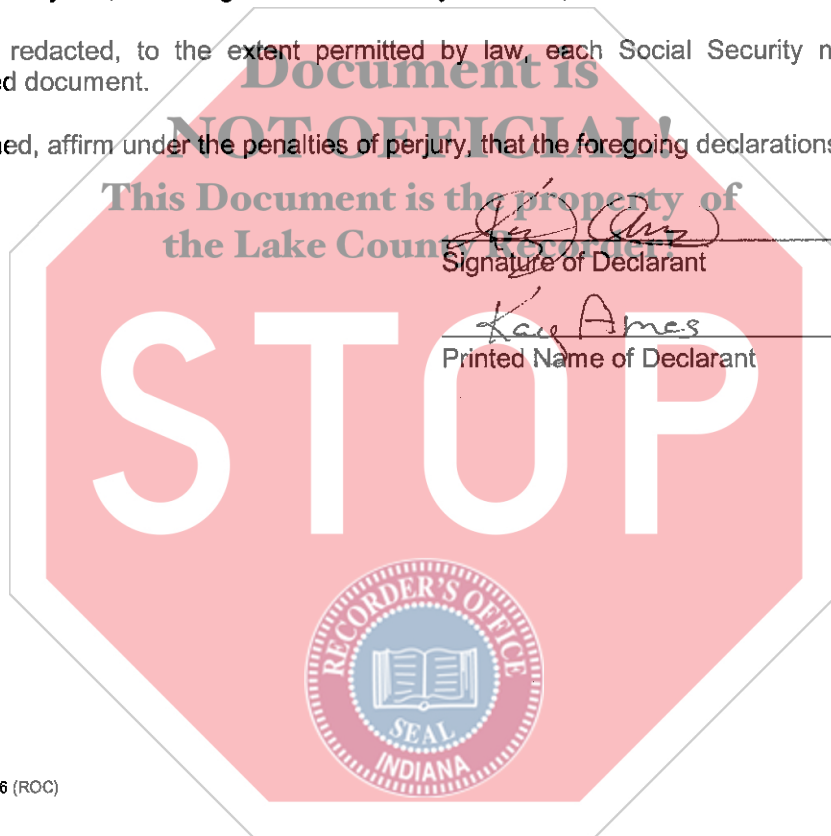 redacted, to the extent permitted by law, each Social Security n
ed document.
ned, affirm under the penalties of perjury, that the foregoing declarations
Document is
NOT OFFICIAL!
This Document is the property of
the Lake County Recorder!
Signature of Declarant
Kay Ames
Printed Name of Declarant
STOP
RECORDER'S OFFICE
SEAL
INDIANA
6 (ROC)